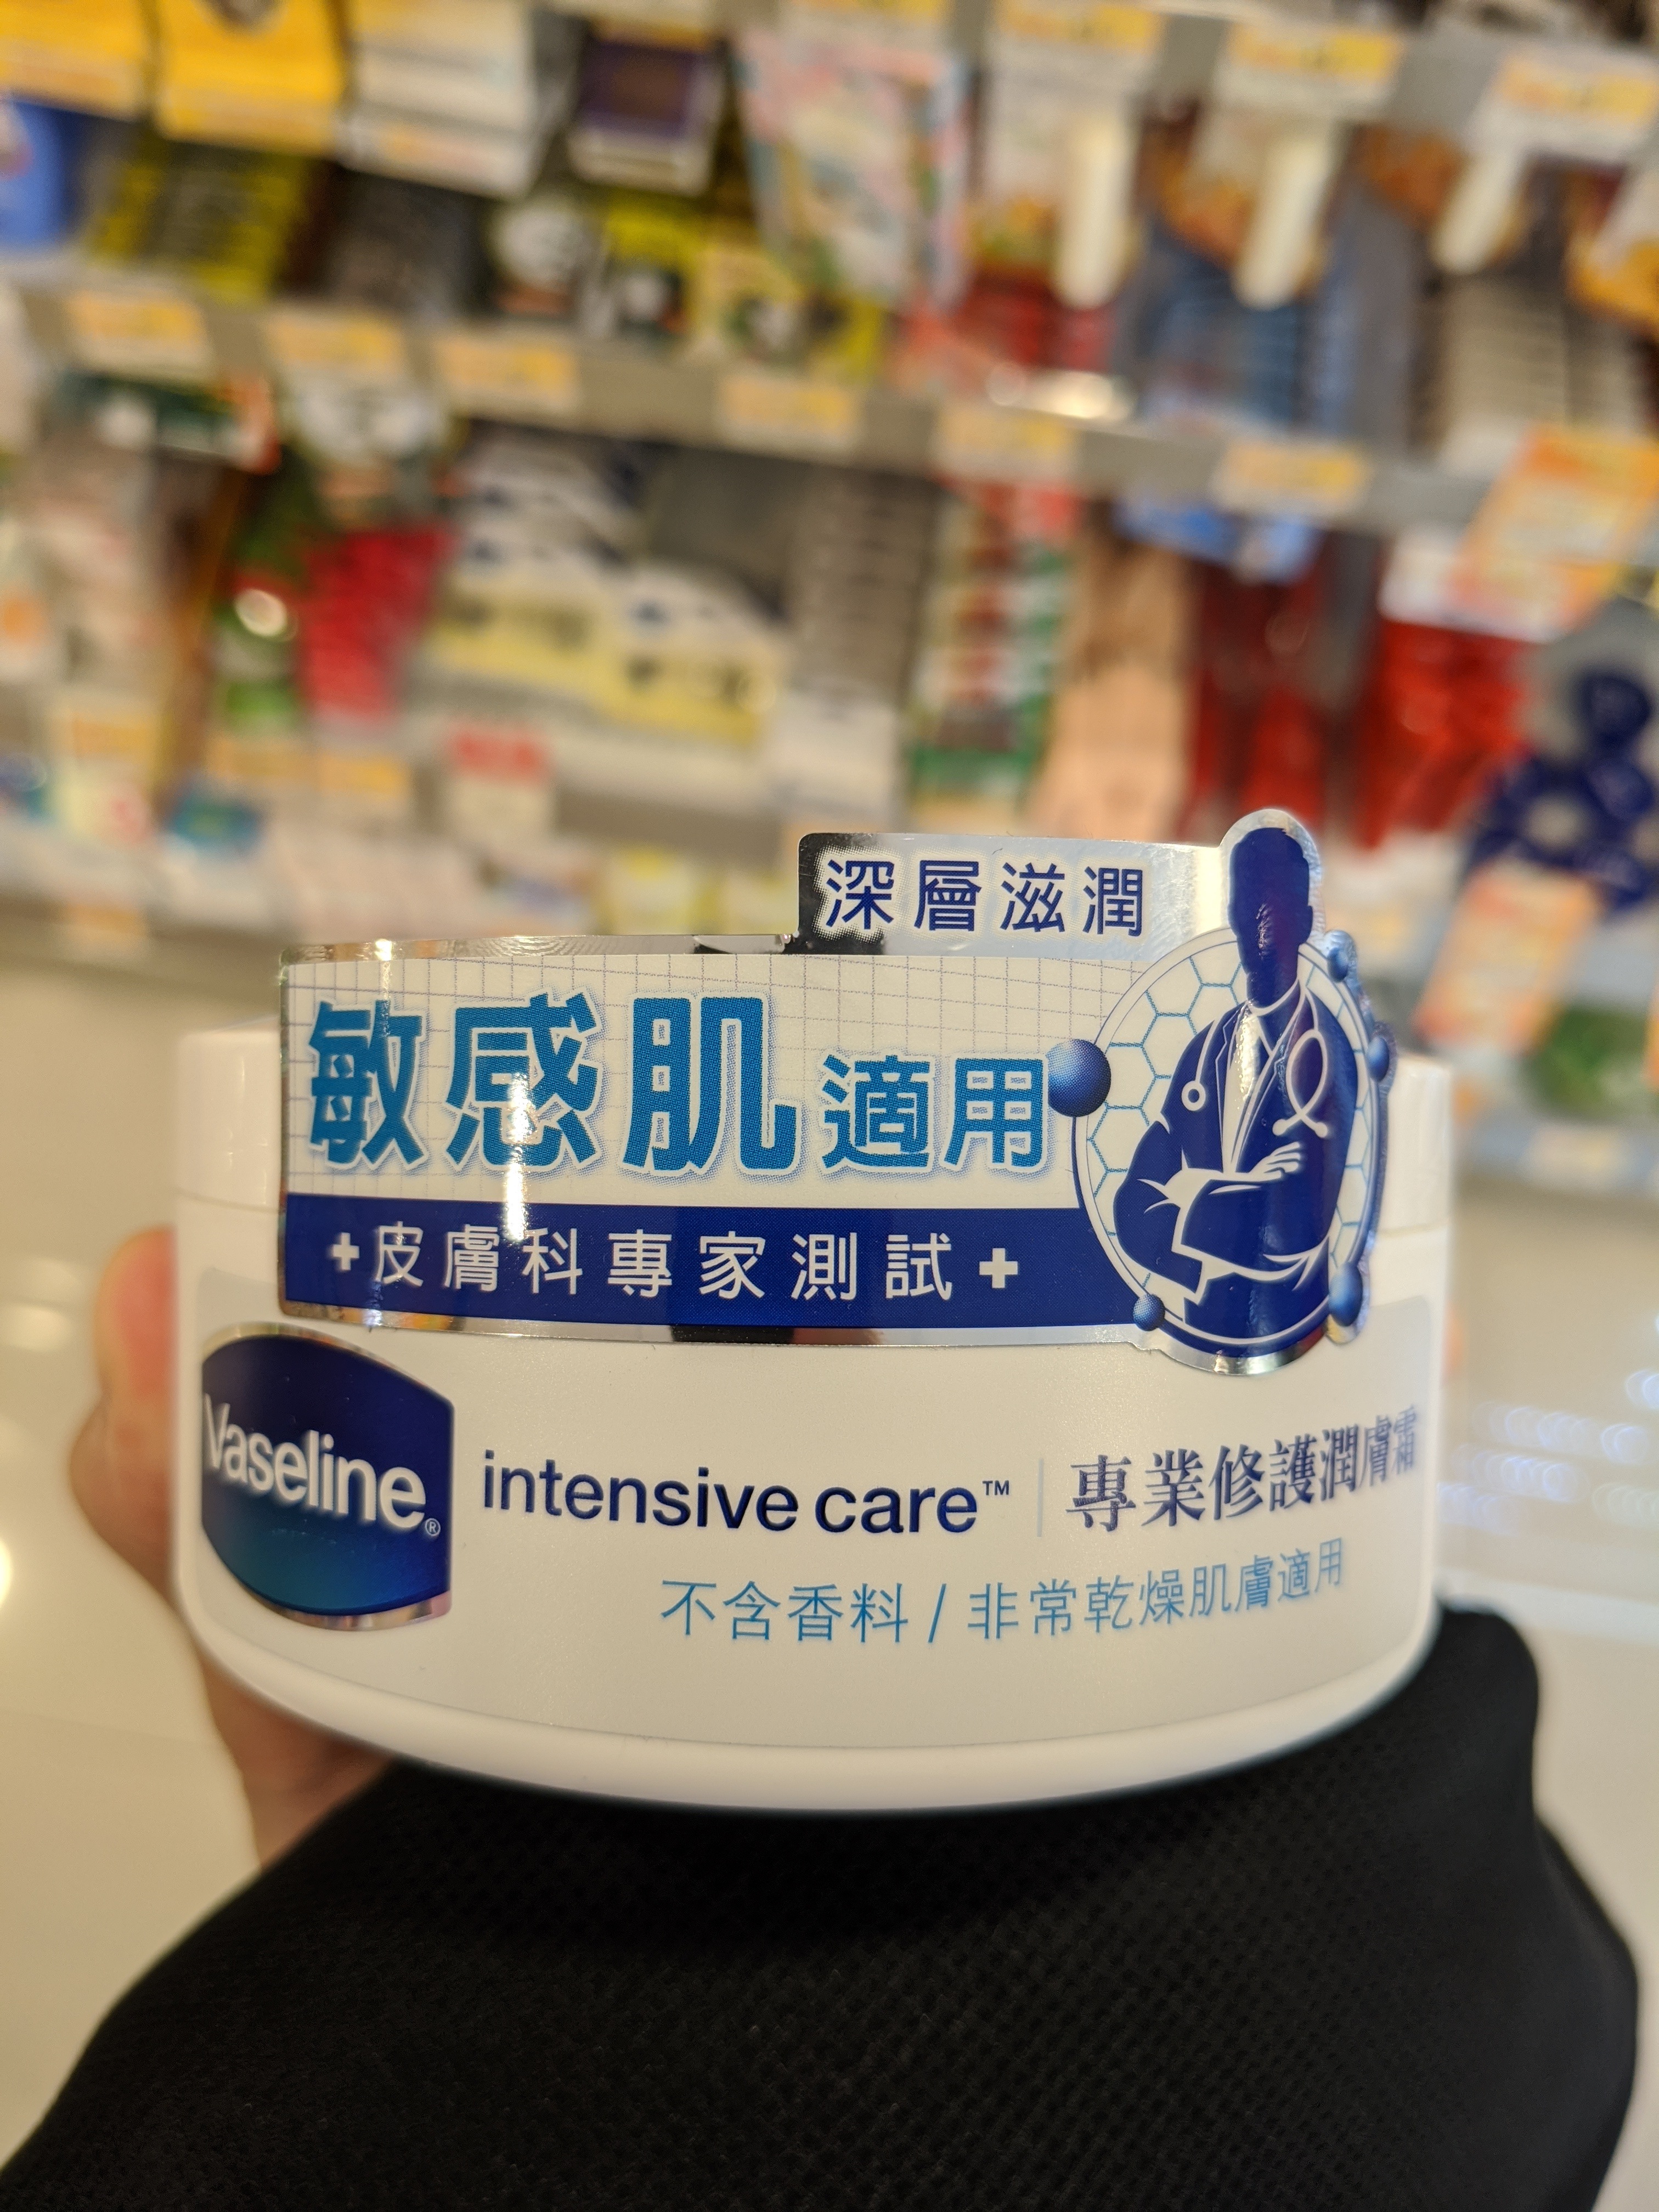 深層滋潤
敏感肌適用
+皮膚科專家測試+
Vaseline®
intensive care™ | 專業修護潤膚霜
不含香料 / 非常乾燥肌膚適用